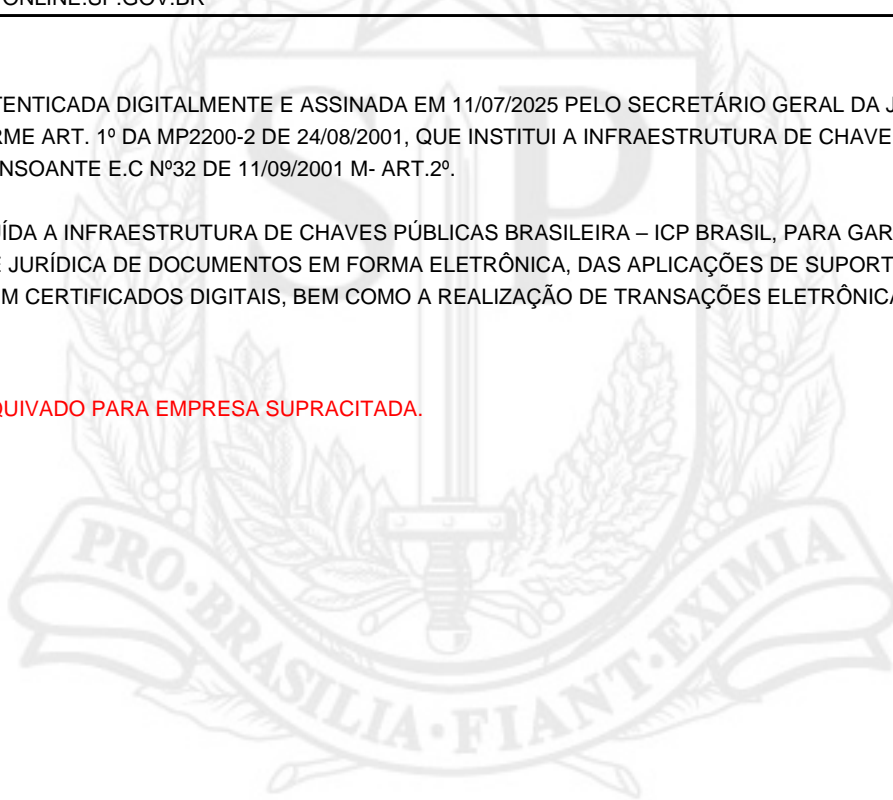 ONLINE.SP.GOV.BR
TENTICADA DIGITALMENTE E ASSINADA EM 11/07/2025 PELO SECRETÁRIO GERAL DA J
RME ART. 1º DA MP2200-2 DE 24/08/2001, QUE INSTITUI A INFRAESTRUTURA DE CHAVE
NSOANTE E.C Nº32 DE 11/09/2001 M- ART.2º.
UÍDA A INFRAESTRUTURA DE CHAVES PÚBLICAS BRASILEIRA – ICP BRASIL, PARA GAR
E JURÍDICA DE DOCUMENTOS EM FORMA ELETRÔNICA, DAS APLICAÇÕES DE SUPORT
M CERTIFICADOS DIGITAIS, BEM COMO A REALIZAÇÃO DE TRANSAÇÕES ELETRÔNICA
QUIVADO PARA EMPRESA SUPRACITADA.
SP
PRO·BRASILIA·FIANT·EXIMIA